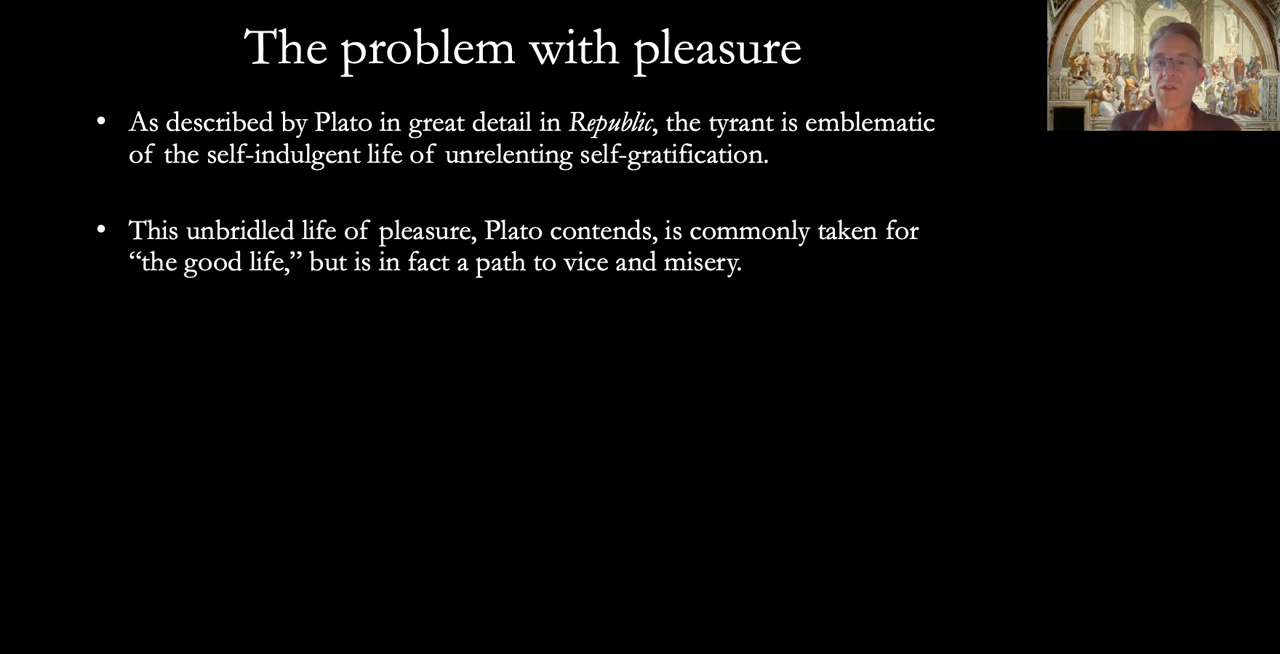 The problem with pleasure
• As described by Plato in great detail in Republic, the tyrant is emblematic
of the self-indulgent life of unrelenting self-gratification.
• This unbridled life of pleasure, Plato contends, is commonly taken for
“the good life,” but is in fact a path to vice and misery.